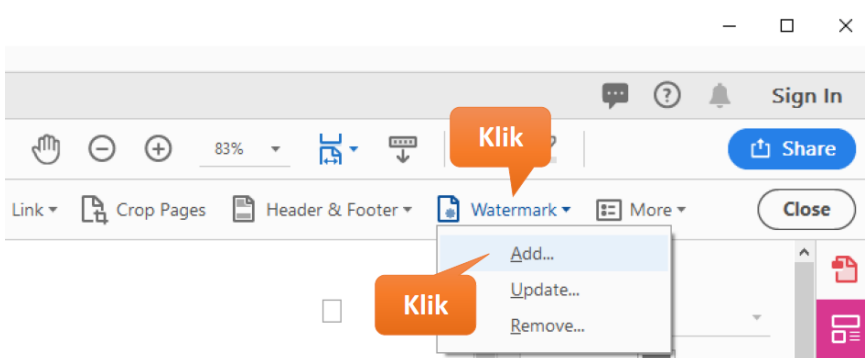 Sign In
Klik
83%
Share
Link
Crop Pages
Header & Footer
Watermark
More
Close
Add...
Klik
Update...
Remove...